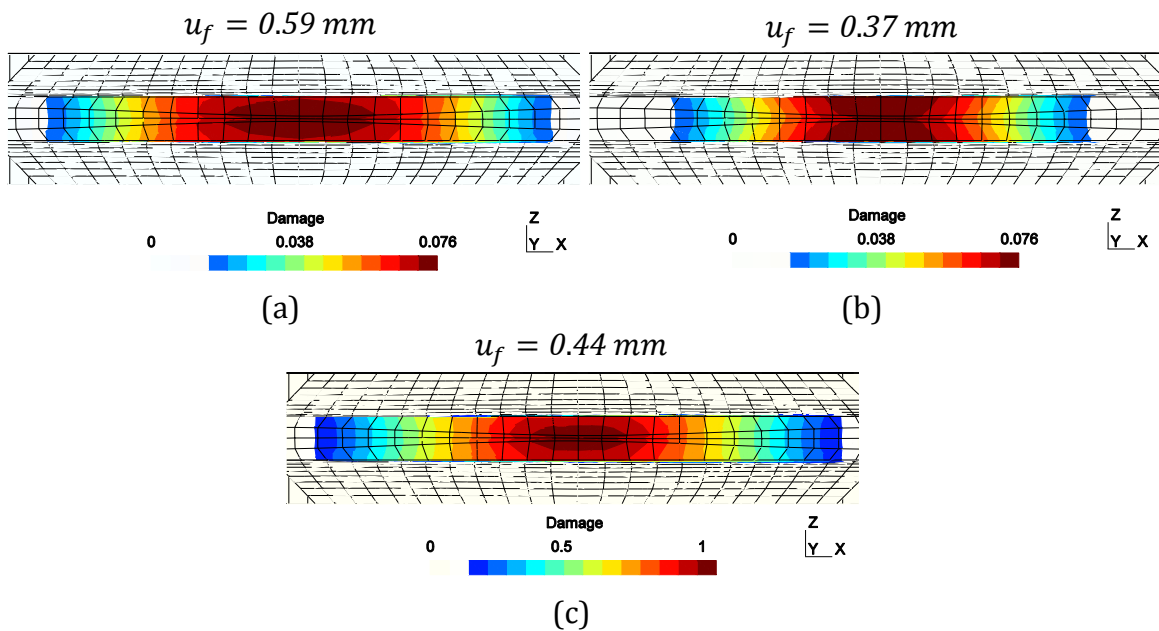 u_f = 0.59 mm
u_f = 0.37 mm
Damage
0 0.038 0.076
Z
Y X
(a)
Damage
0 0.038 0.076
Z
Y X
(b)
u_f = 0.44 mm
Damage
0 0.5 1
Z
Y X
(c)